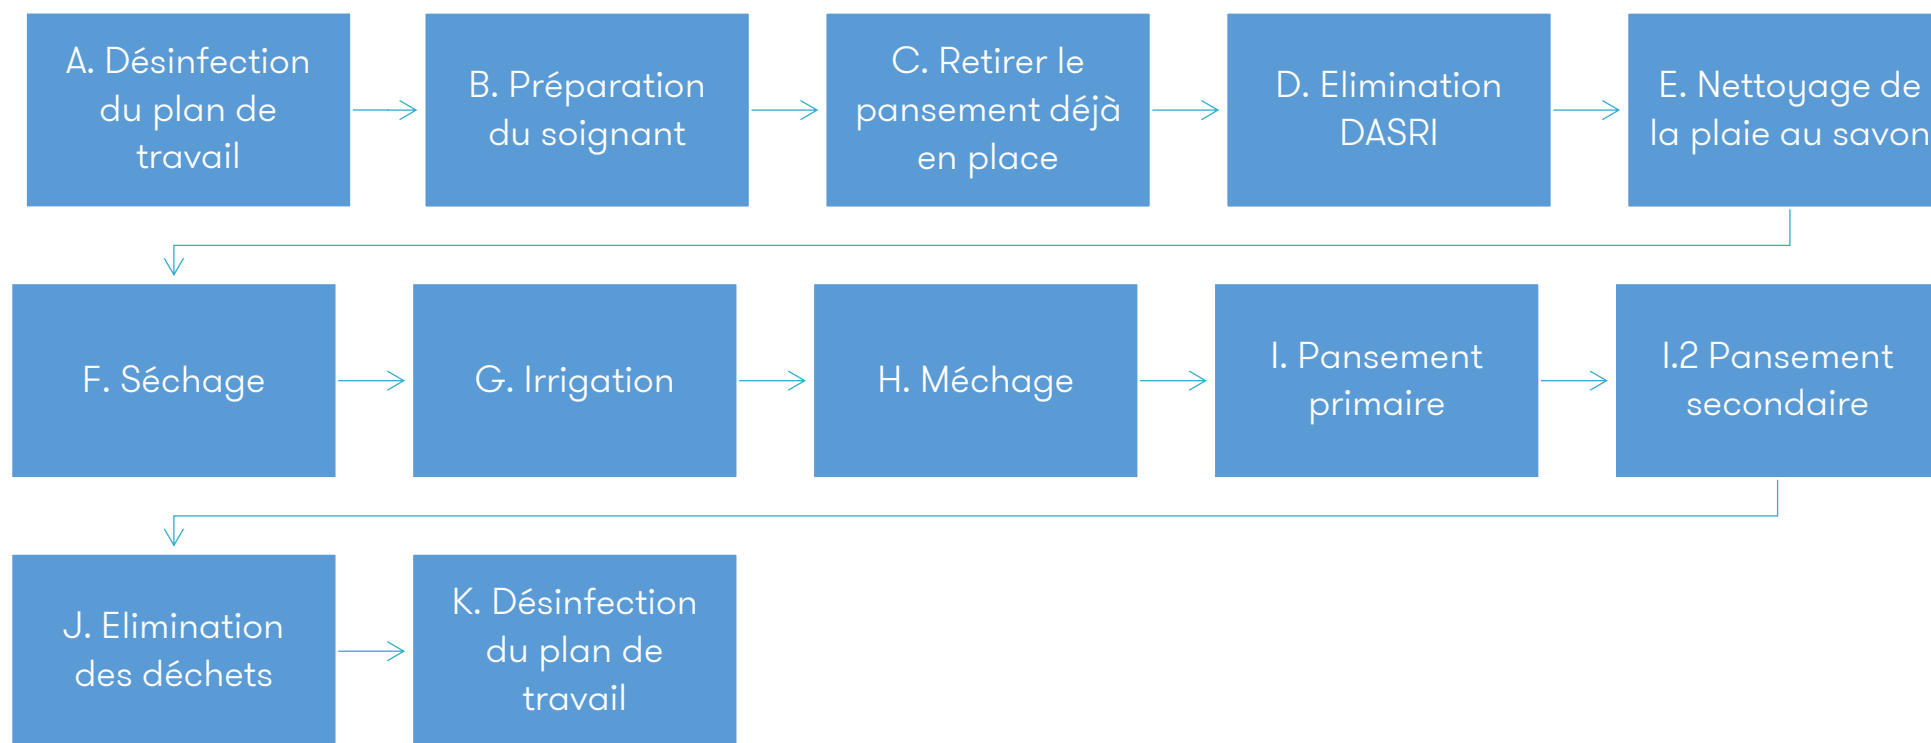 A. Désinfection
du plan de
travail
B. Préparation
du soignant
C. Retirer le
pansement déjà
en place
D. Elimination
DASRI
E. Nettoyage de
la plaie au savon
F. Séchage
G. Irrigation
H. Méchage
I. Pansement
primaire
I.2 Pansement
secondaire
J. Elimination
des déchets
K. Désinfection
du plan de
travail